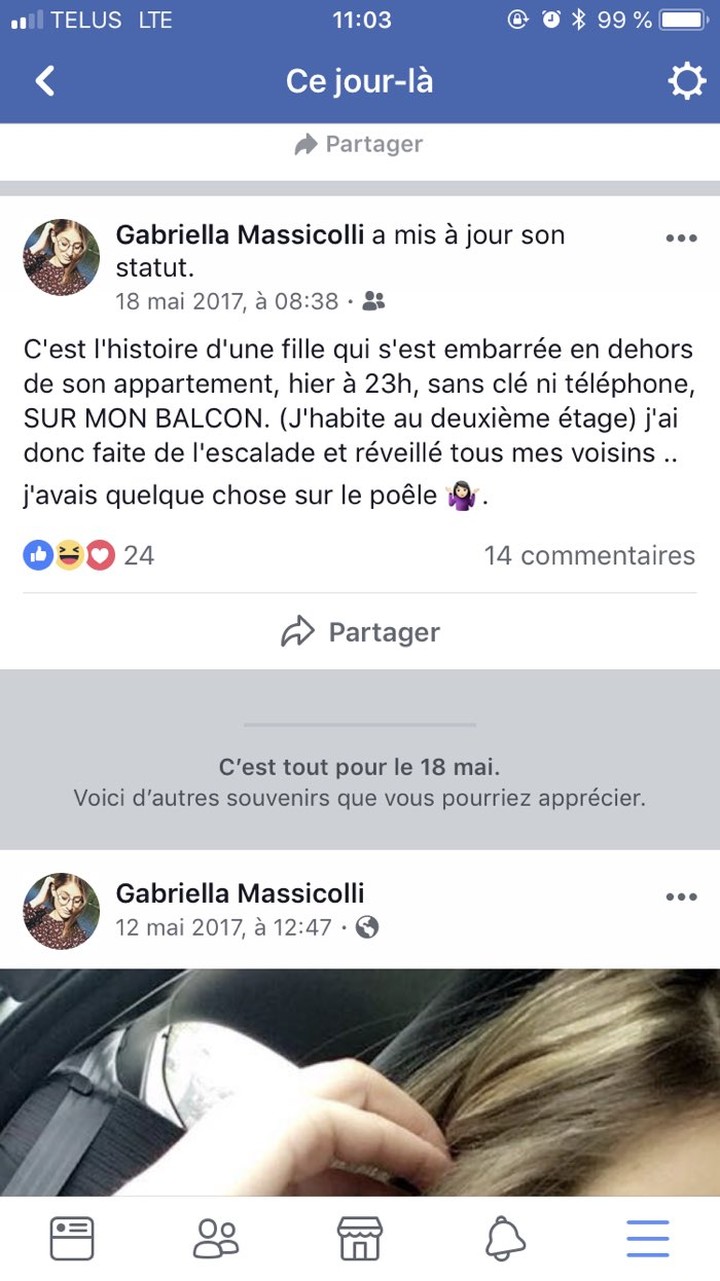 TELUS LTE 11:03 99 %
Ce jour-là
Partager
Gabriella Massicolli a mis à jour son
statut.
18 mai 2017, à 08:38 ·
C'est l'histoire d'une fille qui s'est embarrée en dehors
de son appartement, hier à 23h, sans clé ni téléphone,
SUR MON BALCON. (J'habite au deuxième étage) j'ai
donc faite de l'escalade et réveillé tous mes voisins ..
j'avais quelque chose sur le poêle 🤷🏻‍♀️.
24 14 commentaires
Partager
C’est tout pour le 18 mai.
Voici d’autres souvenirs que vous pourriez apprécier.
Gabriella Massicolli
12 mai 2017, à 12:47 ·